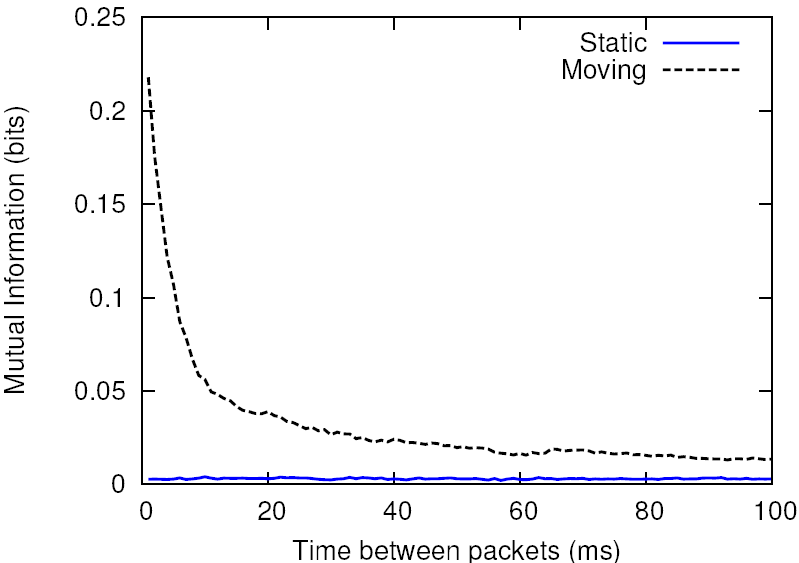 0.25
0.2
0.15
0.1
0.05
0
Mutual Information (bits)
Static
Moving
0 20 40 60 80 100
Time between packets (ms)